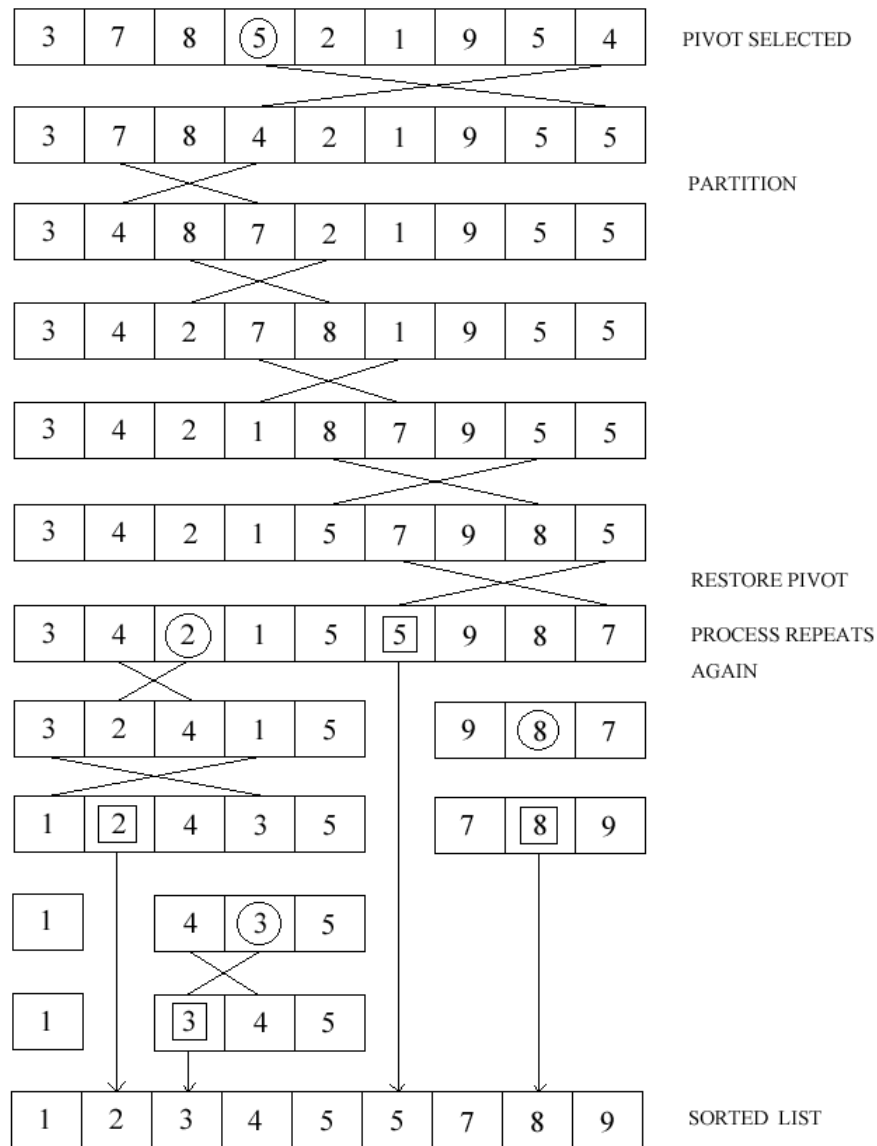 3 7 8 5 2 1 9 5 4 PIVOT SELECTED
3 7 8 4 2 1 9 5 5
PARTITION
3 4 8 7 2 1 9 5 5
3 4 2 7 8 1 9 5 5
3 4 2 1 8 7 9 5 5
3 4 2 1 5 7 9 8 5
RESTORE PIVOT
3 4 2 1 5 5 9 8 7 PROCESS REPEATS
AGAIN
3 2 4 1 5 9 8 7
1 2 4 3 5 7 8 9
1 4 3 5
1 3 4 5
1 2 3 4 5 5 7 8 9 SORTED LIST